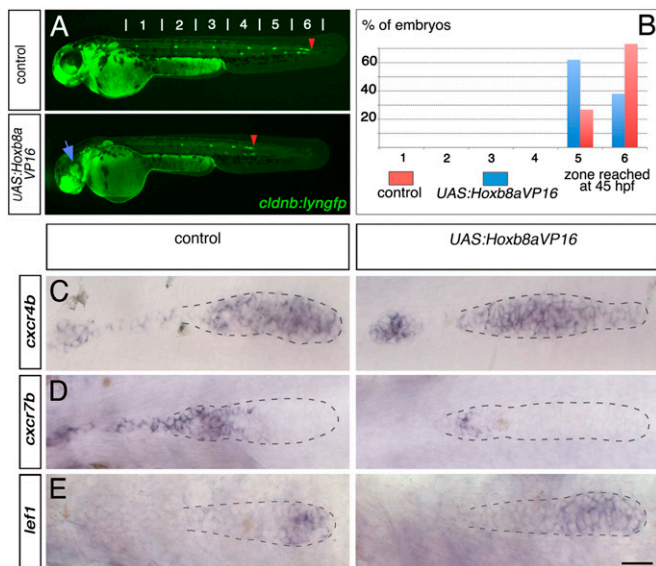 A
| 1 | 2 | 3 | 4 | 5 | 6 |
control
UAS:Hoxb8a
VP16
cldnb:lyngfp
B
% of embryos
60
40
20
1 2 3 4 5 6
zone reached
at 45 hpf
control
UAS:Hoxb8aVP16
control
UAS:Hoxb8aVP16
C
cxcr4b
D
cxcr7b
E
lef1